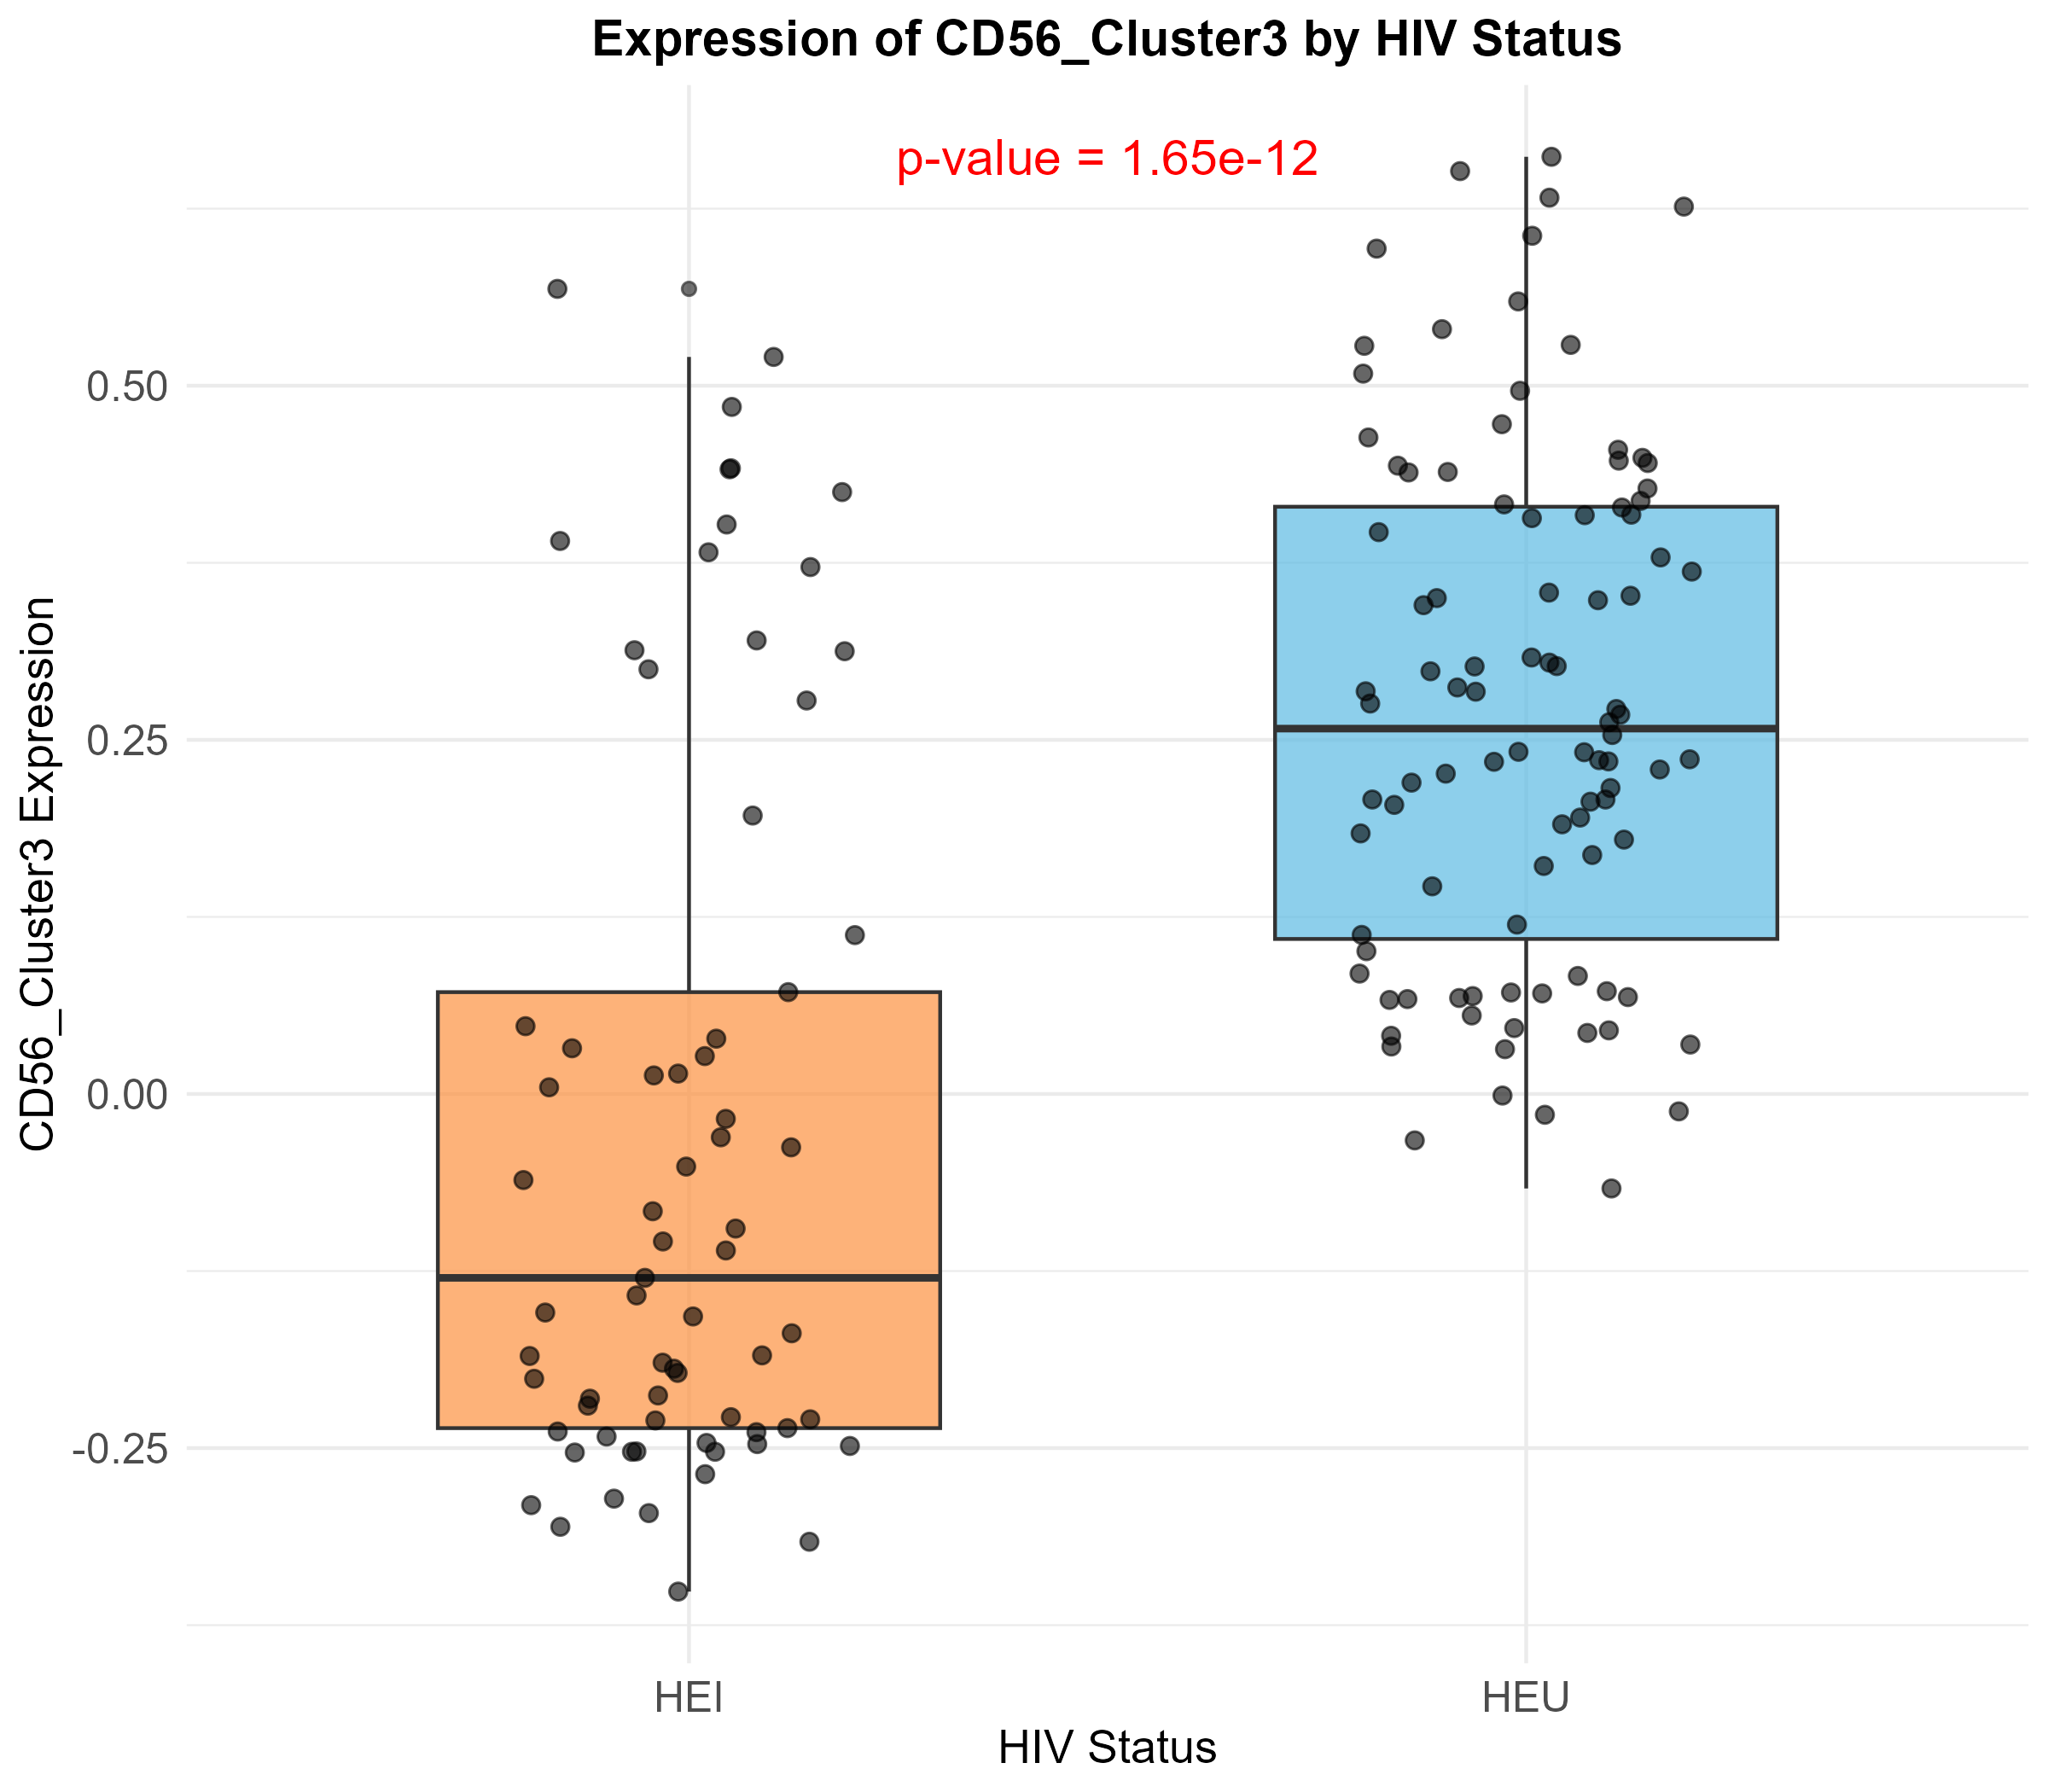 Expression of CD56_Cluster3 by HIV Status
p-value = 1.65e-12
CD56_Cluster3 Expression
0.50
0.25
0.00
-0.25
HEI
HEU
HIV Status